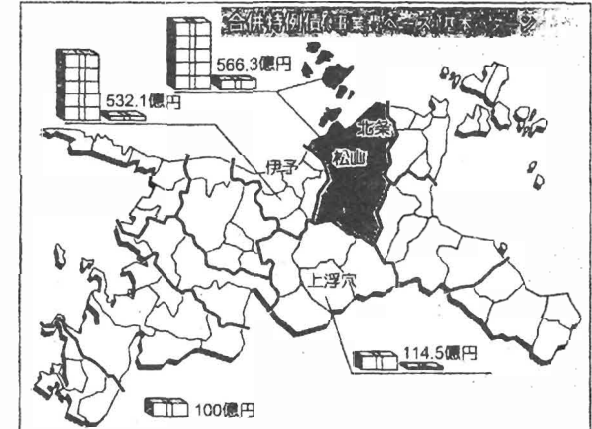 合併特例債(事業費ベース)基本パターン
566.3億円
532.1億円
北条
松山
伊予
上浮穴
114.5億円
100億円